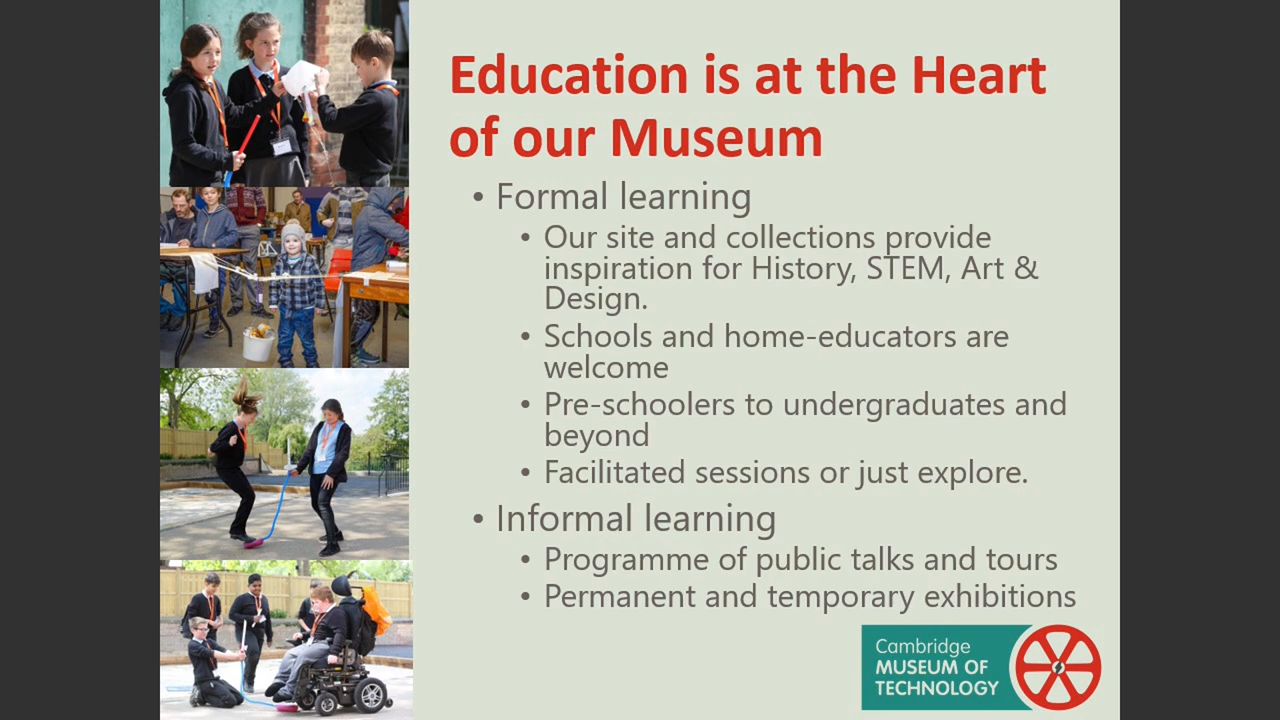 Education is at the Heart
of our Museum
• Formal learning
• Our site and collections provide
inspiration for History, STEM, Art &
Design.
• Schools and home-educators are
welcome
• Pre-schoolers to undergraduates and
beyond
• Facilitated sessions or just explore.
• Informal learning
• Programme of public talks and tours
• Permanent and temporary exhibitions
Cambridge
MUSEUM OF
TECHNOLOGY